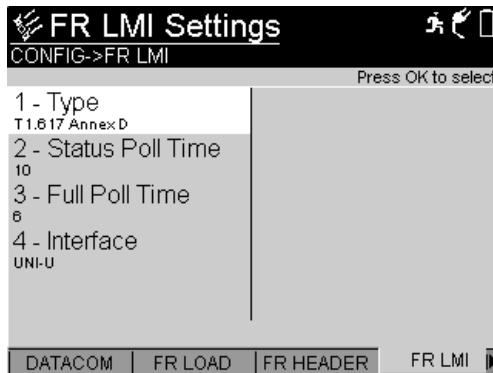 FR LMI Settings
CONFIG->FR LMI
Press OK to select
1 - Type
T1.617 Annex D
2 - Status Poll Time
10
3 - Full Poll Time
6
4 - Interface
UNI-U
DATACOM FR LOAD FR HEADER FR LMI